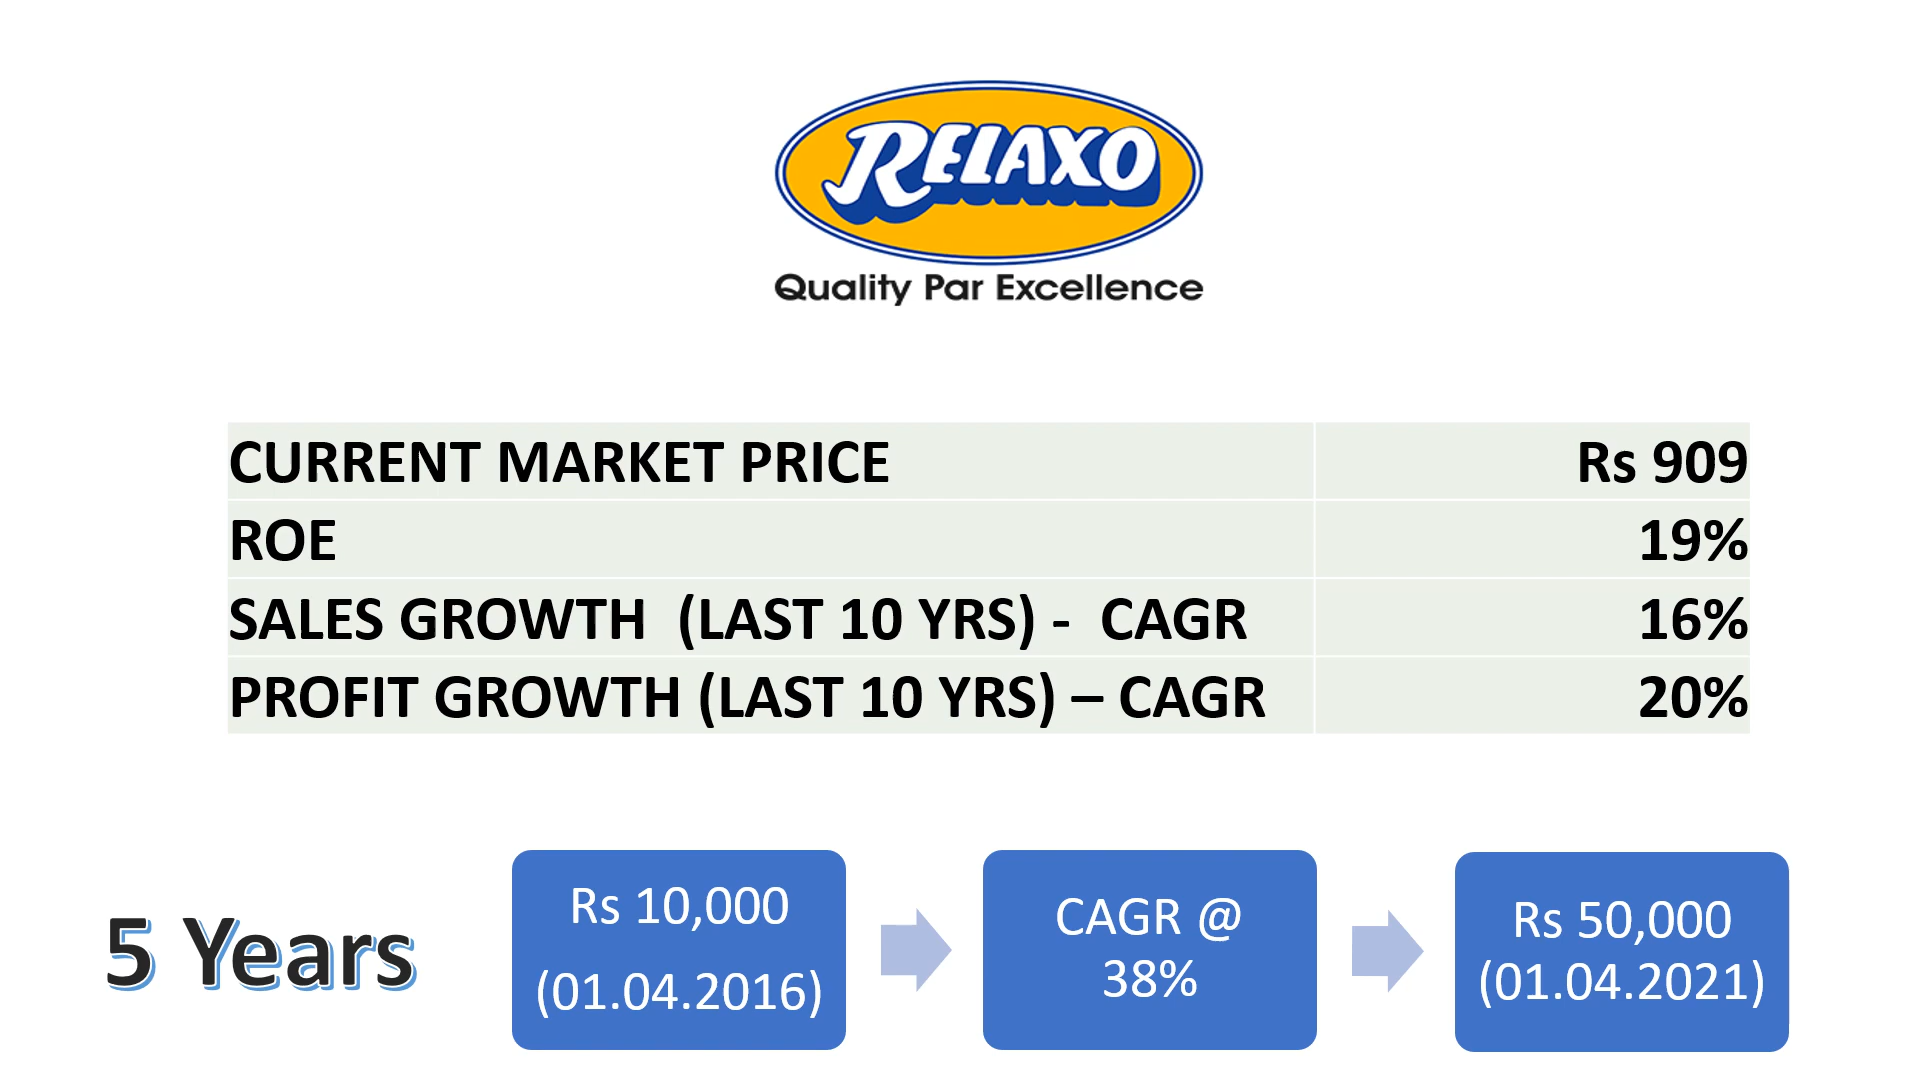 RELAXO
Quality Par Excellence
CURRENT MARKET PRICE Rs 909
ROE 19%
SALES GROWTH  (LAST 10 YRS) -  CAGR 16%
PROFIT GROWTH (LAST 10 YRS) – CAGR 20%
5 Years
Rs 10,000
(01.04.2016)
CAGR @
38%
Rs 50,000
(01.04.2021)